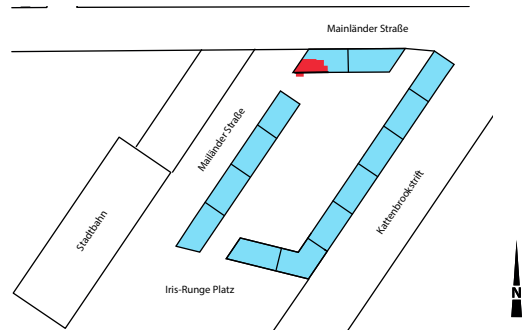 Mainländer Straße
Mailänder Straße
Kattenbrookstrift
Stadtbahn
Iris-Runge Platz
N